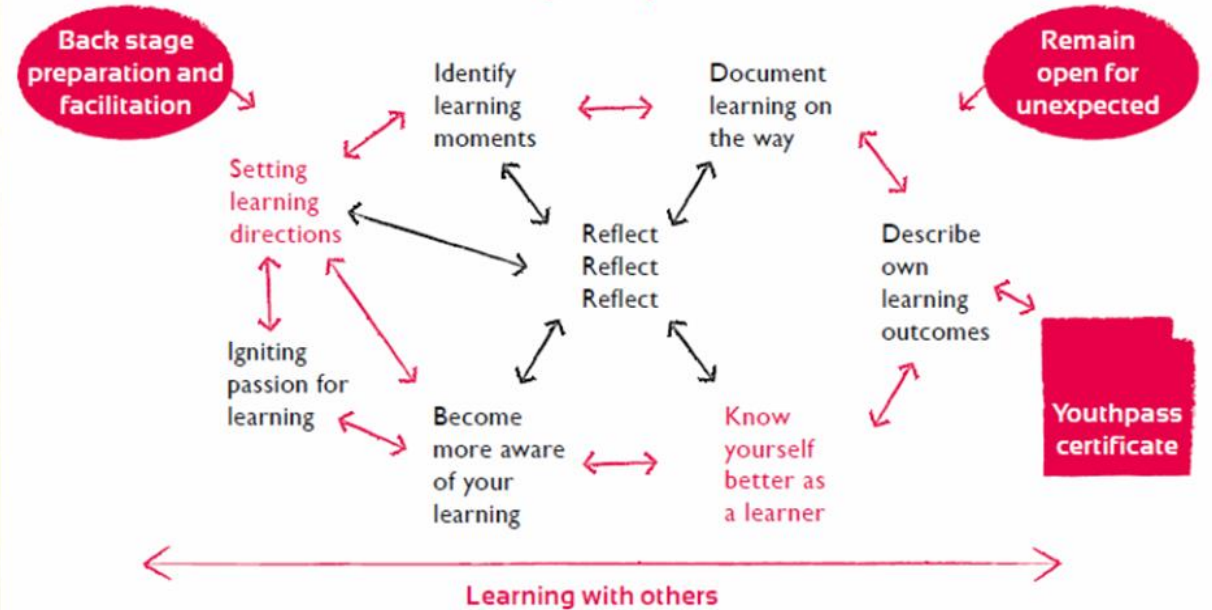 Back stage
preparation and
facilitation
Identify
learning
moments
Document
learning on
the way
Remain
open for
unexpected
Setting
learning
directions
Reflect
Reflect
Reflect
Describe
own
learning
outcomes
Igniting
passion for
learning
Become
more aware
of your
learning
Know
yourself
better as
a learner
Youthpass
certificate
Learning with others